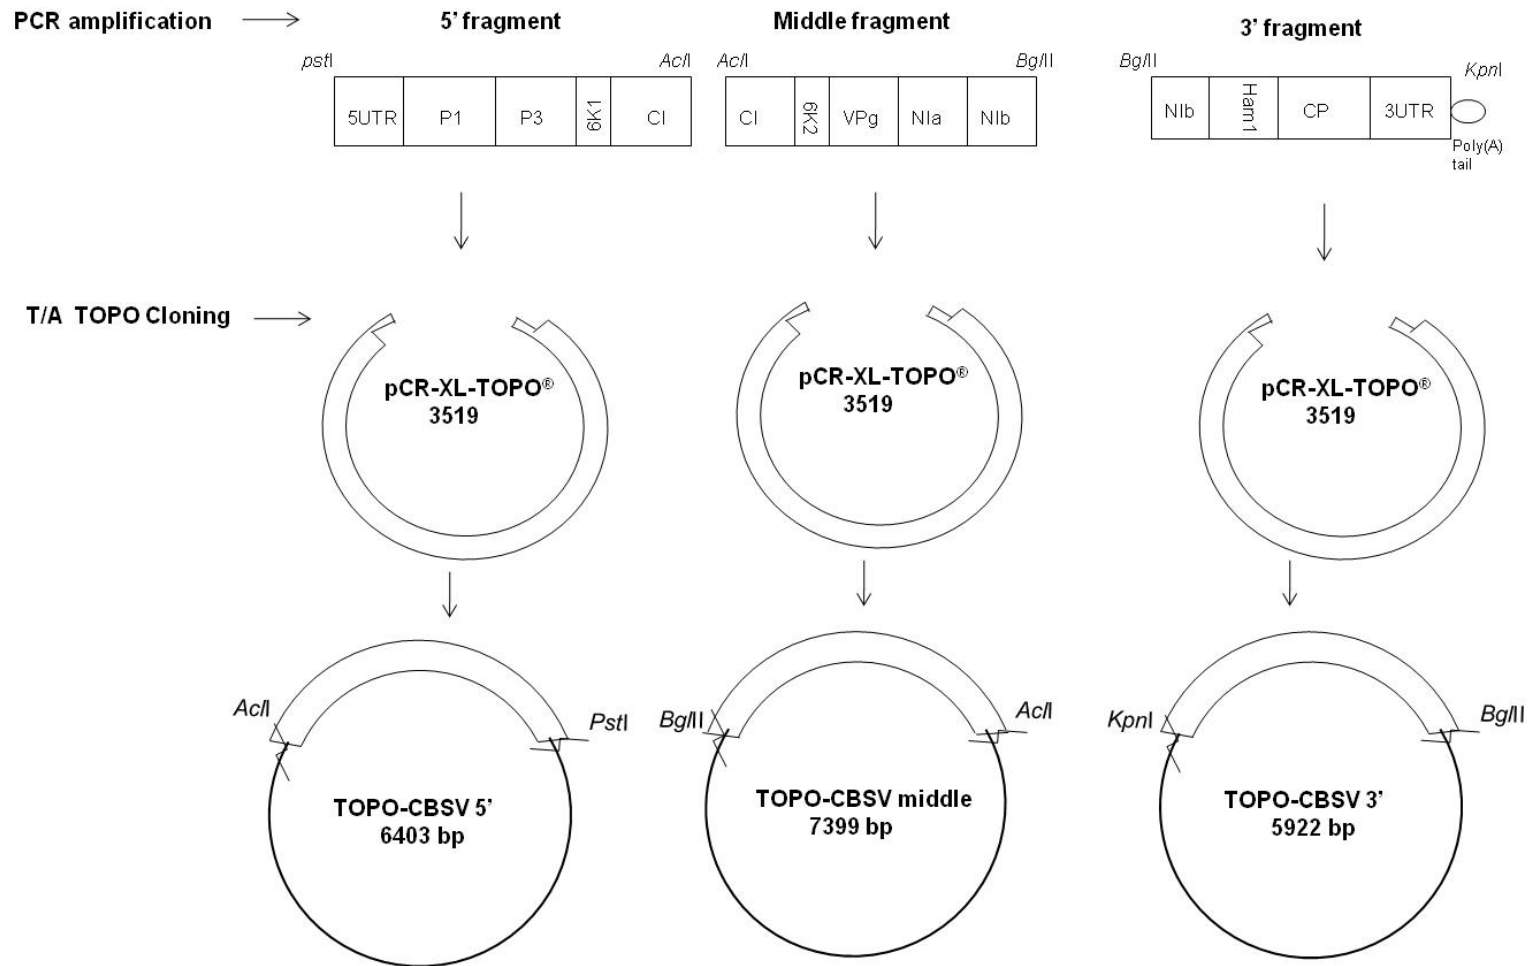 PCR amplification
5’ fragment
Middle fragment
3’ fragment
pstI
AclI
AclI
BglII
BglII
KpnI
5UTR
P1
P3
6K1
CI
CI
6K2
VPg
NIa
NIb
NIb
Ham1
CP
3UTR
Poly(A)
tail
T/A TOPO Cloning
pCR-XL-TOPO®
3519
pCR-XL-TOPO®
3519
pCR-XL-TOPO®
3519
AclI
PstI
BglII
AclI
KpnI
BglII
TOPO-CBSV 5’
6403 bp
TOPO-CBSV middle
7399 bp
TOPO-CBSV 3’
5922 bp